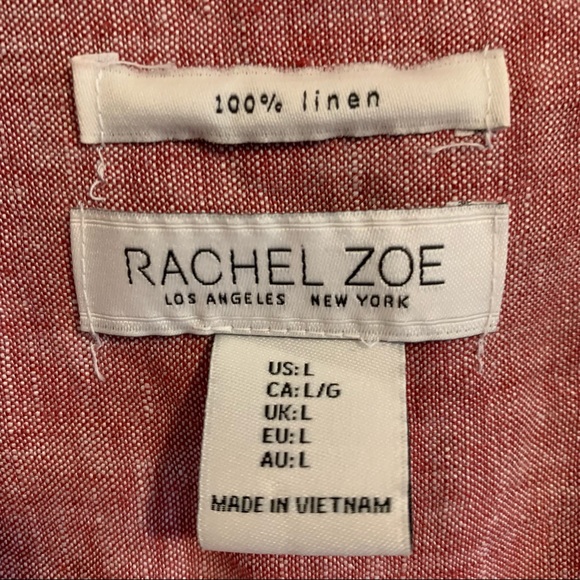 100% linen
RACHEL ZOE
LOS ANGELES NEW YORK
US: L
CA: L/G
UK: L
EU: L
AU: L
MADE IN VIETNAM